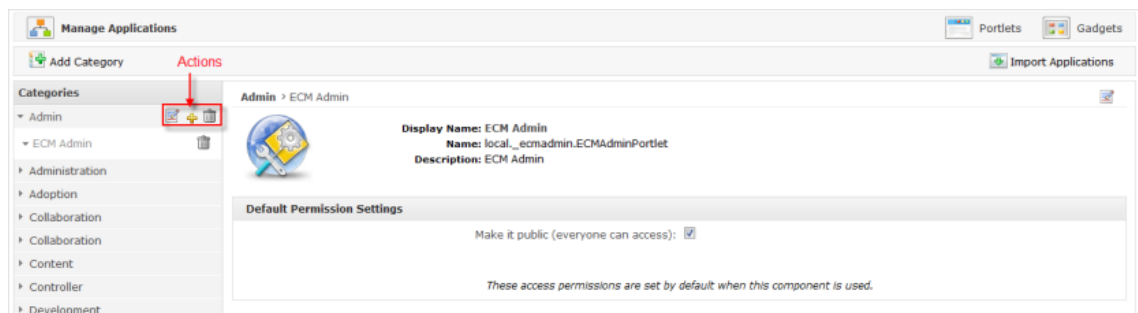 Manage Applications
Portlets
Gadgets
Add Category
Actions
Import Applications
Categories
Admin > ECM Admin
Admin
ECM Admin
Display Name: ECM Admin
Name: local._ecmadmin.ECMAdminPortlet
Description: ECM Admin
Administration
Adoption
Collaboration
Collaboration
Content
Controller
Development
Default Permission Settings
Make it public (everyone can access):
These access permissions are set by default when this component is used.